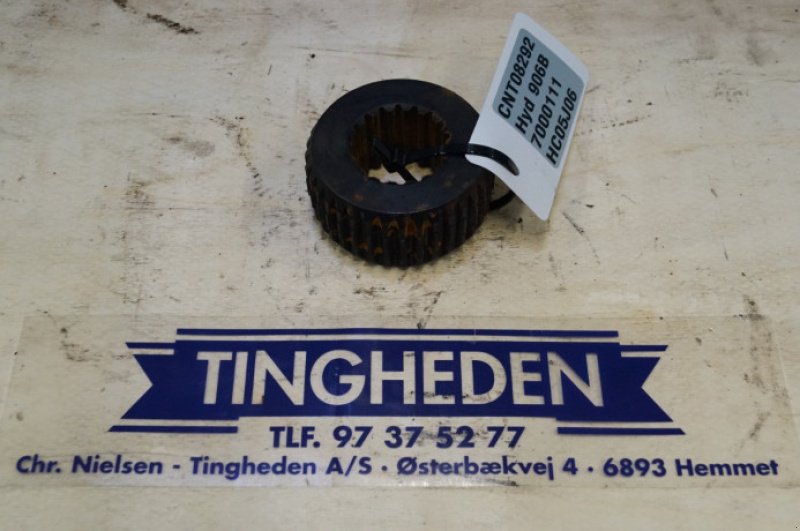 CNT08292
Hyd 906B
7000111
HC05J06
TINGHEDEN
TLF. 97 37 52 77
Chr. Nielsen - Tingheden A/S · Østerbækvej 4 · 6893 Hemmet